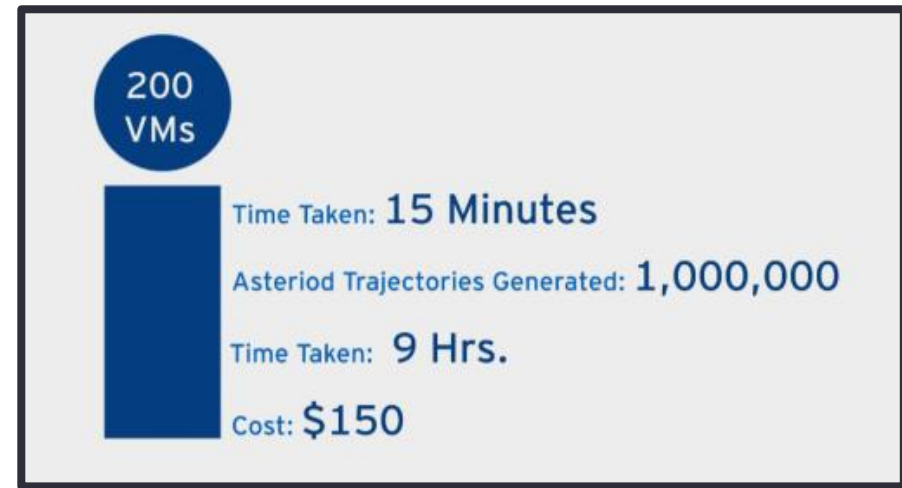 200
VMs
Time Taken: 15 Minutes
Asteriod Trajectories Generated: 1,000,000
Time Taken: 9 Hrs.
Cost: $150